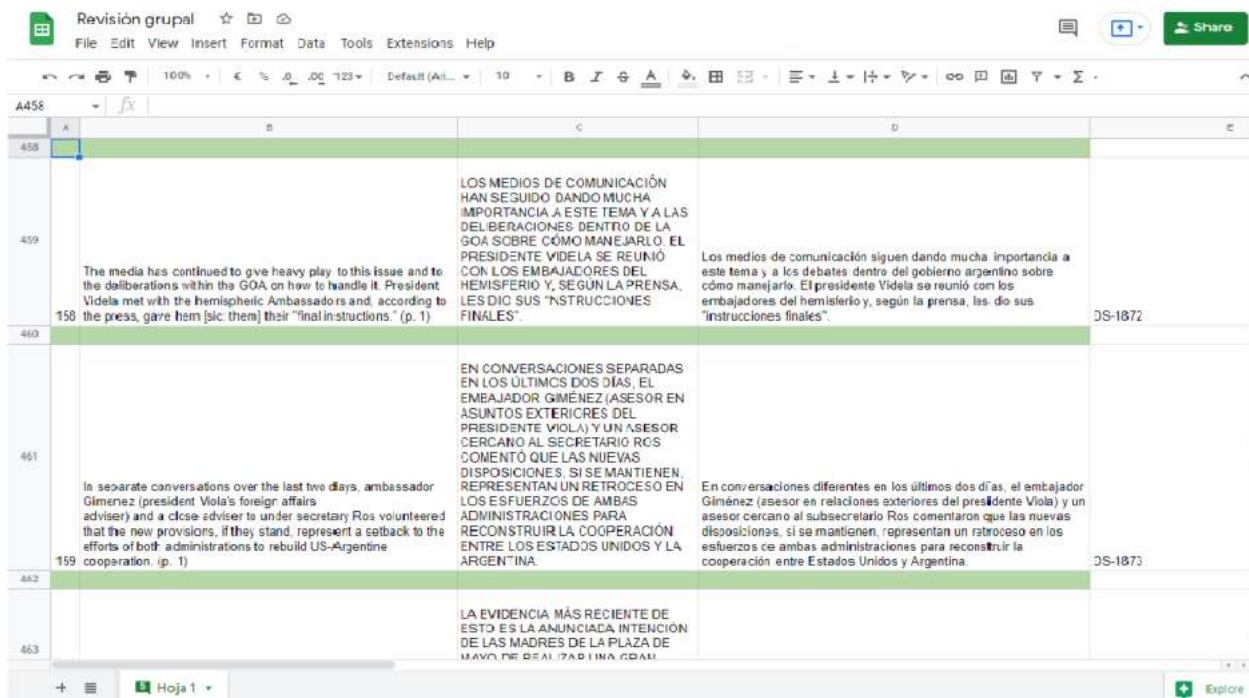 Revisión grupal
File Edit View Insert Format Data Tools Extensions Help
Share
100% € % .0 .00 123 Default (Ari... 10 B I S A
A458 fx
A B C D E
458
459
LOS MEDIOS DE COMUNICACIÓN
HAN SEGUIDO DANDO MUCHA
IMPORTANCIA A ESTE TEMA Y A LAS
DELIBERACIONES DENTRO DE LA
GOA SOBRE CÓMO MANEJARLO. EL
PRESIDENTE VIDELA SE REUNIÓ
CON LOS EMBAJADORES DEL
HEMISFERIO Y, SEGÚN LA PRENSA,
LES DIO SUS "INSTRUCCIONES
FINALES".
The media has continued to give heavy play to this issue and to
the deliberations within the GOA on how to handle it. President
Videla met with the hemispheric Ambassadors and, according to
158 the press, gave hem [sic: them] their "final instructions." (p. 1)
Los medios de comunicación siguen dando mucha importancia a
este tema y a los debates dentro del gobierno argentino sobre
cómo manejarlo. El presidente Videla se reunió con los
embajadores del hemisferio y, según la prensa, les dio sus
"instrucciones finales".
DS-1872
460
461
EN CONVERSACIONES SEPARADAS
EN LOS ÚLTIMOS DOS DÍAS, EL
EMBAJADOR GIMÉNEZ (ASESOR EN
ASUNTOS EXTERIORES DEL
PRESIDENTE VIOLA) Y UN ASESOR
CERCANO AL SECRETARIO ROS
COMENTÓ QUE LAS NUEVAS
DISPOSICIONES, SI SE MANTIENEN,
REPRESENTAN UN RETROCESO EN
LOS ESFUERZOS DE AMBAS
ADMINISTRACIONES PARA
RECONSTRUIR LA COOPERACIÓN
ENTRE LOS ESTADOS UNIDOS Y LA
ARGENTINA.
In separate conversations over the last two days, ambassador
Gimenez (president Viola's foreign affairs
adviser) and a close adviser to under secretary Ros volunteered
that the new provisions, if they stand, represent a setback to the
efforts of both administrations to rebuild US-Argentine
159 cooperation. (p. 1)
En conversaciones diferentes en los últimos dos días, el embajador
Giménez (asesor en relaciones exteriores del presidente Viola) y un
asesor cercano al subsecretario Ros comentaron que las nuevas
disposiciones, si se mantienen, representan un retroceso en los
esfuerzos de ambas administraciones para reconstruir la
cooperación entre Estados Unidos y Argentina.
DS-1873
462
463
LA EVIDENCIA MÁS RECIENTE DE
ESTO ES LA ANUNCIADA INTENCIÓN
DE LAS MADRES DE LA PLAZA DE
MAYO DE REALIZAR UNA GRAN
Hoja 1
Explore